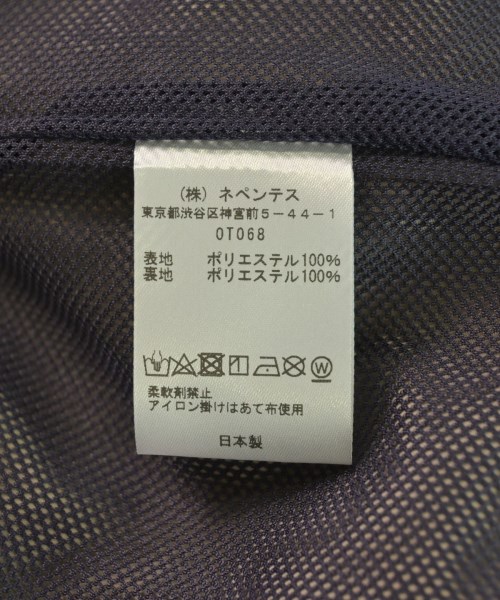 (株) ネペンテス
東京都渋谷区神宮前5-44-1
OT068
表地 ポリエステル100%
裏地 ポリエステル100%
W
柔軟剤禁止
アイロン掛けはあて布使用
日本製